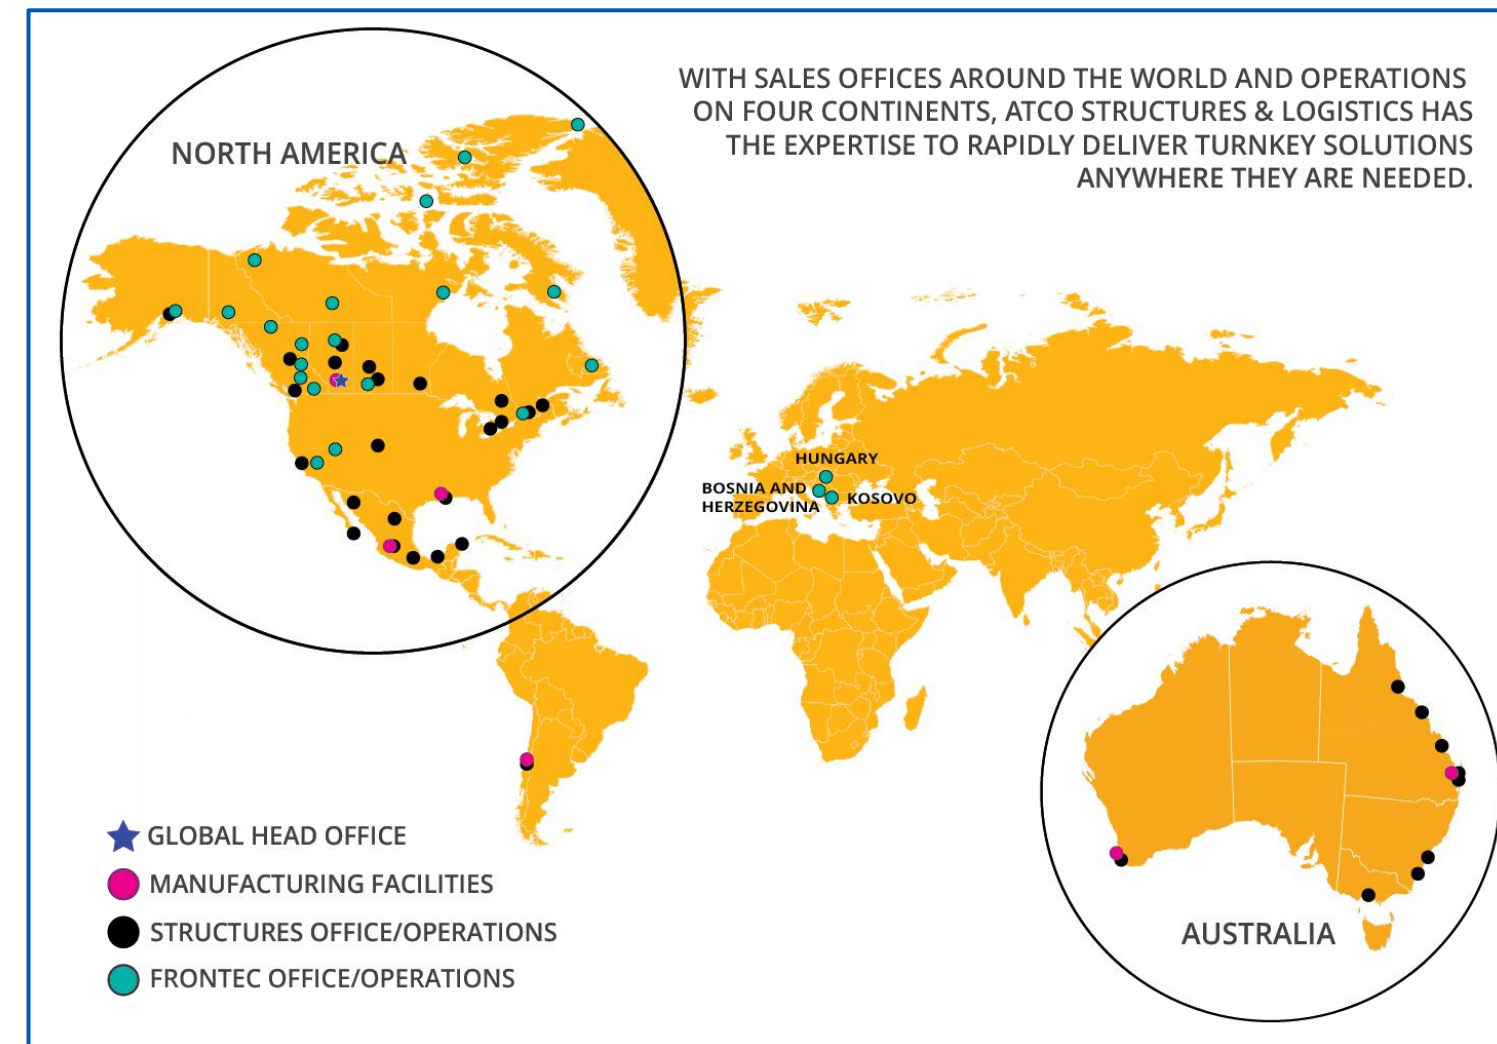 WITH SALES OFFICES AROUND THE WORLD AND OPERATIONS
ON FOUR CONTINENTS, ATCO STRUCTURES & LOGISTICS HAS
THE EXPERTISE TO RAPIDLY DELIVER TURNKEY SOLUTIONS
ANYWHERE THEY ARE NEEDED.
NORTH AMERICA
HUNGARY
BOSNIA AND
HERZEGOVINA
KOSOVO
AUSTRALIA
GLOBAL HEAD OFFICE
MANUFACTURING FACILITIES
STRUCTURES OFFICE/OPERATIONS
FRONTEC OFFICE/OPERATIONS